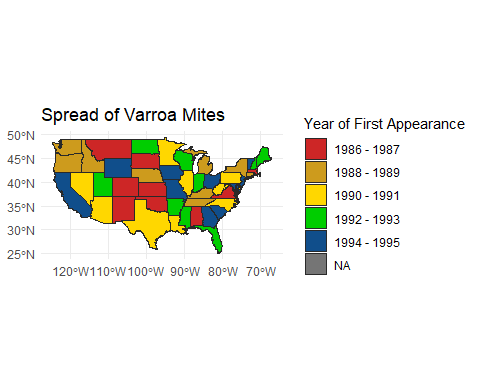 Spread of Varroa Mites
50°N
45°N
40°N
35°N
30°N
25°N
120°W 110°W 100°W 90°W 80°W 70°W
Year of First Appearance
1986 - 1987
1988 - 1989
1990 - 1991
1992 - 1993
1994 - 1995
NA